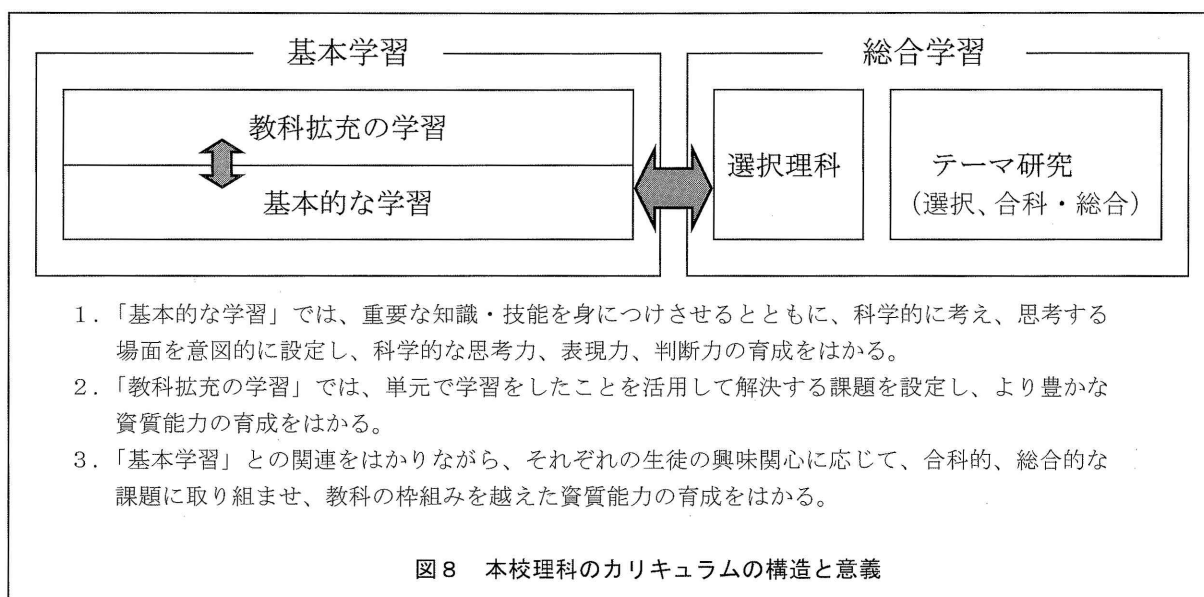 基本学習
教科拡充の学習
基本的な学習
総合学習
選択理科
テーマ研究
(選択、合科・総合)
1.「基本的な学習」では、重要な知識・技能を身につけさせるとともに、科学的に考え、思考する
場面を意図的に設定し、科学的な思考力、表現力、判断力の育成をはかる。
2.「教科拡充の学習」では、単元で学習をしたことを活用して解決する課題を設定し、より豊かな
資質能力の育成をはかる。
3.「基本学習」との関連をはかりながら、それぞれの生徒の興味関心に応じて、合科的、総合的な
課題に取り組ませ、教科の枠組みを越えた資質能力の育成をはかる。
図8 本校理科のカリキュラムの構造と意義